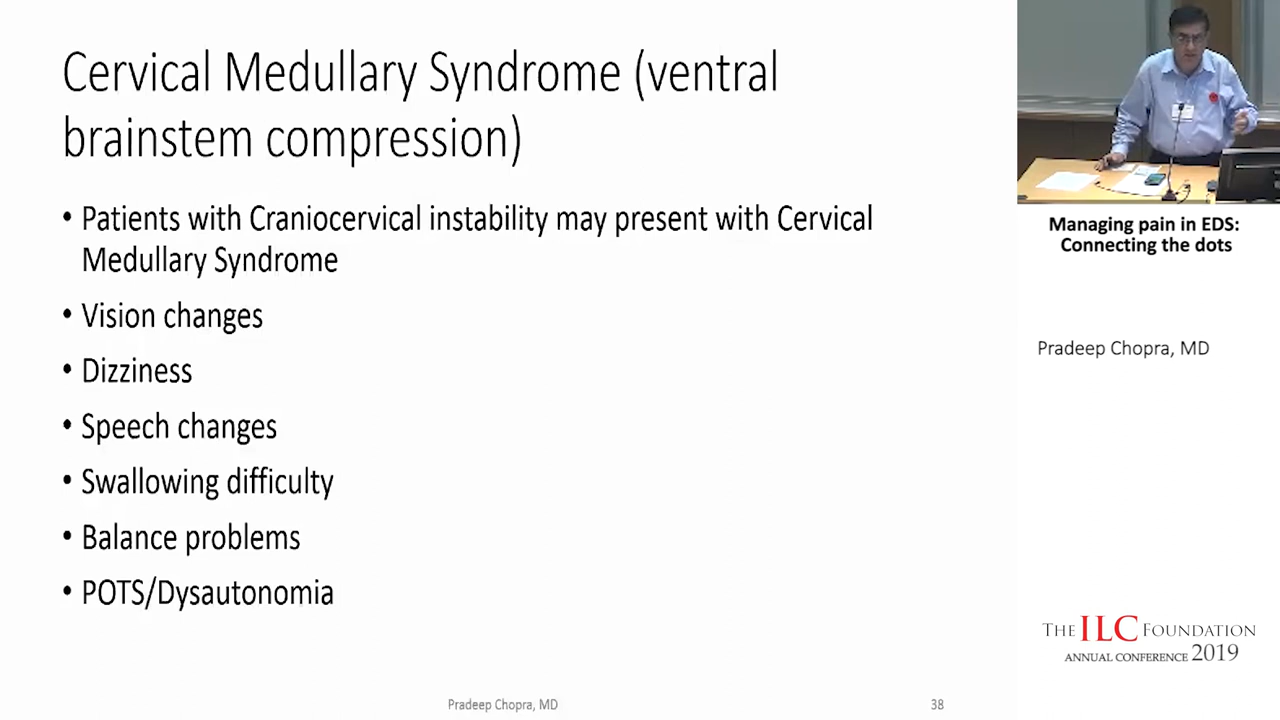 Cervical Medullary Syndrome (ventral
brainstem compression)
• Patients with Craniocervical instability may present with Cervical
Medullary Syndrome
• Vision changes
• Dizziness
• Speech changes
• Swallowing difficulty
• Balance problems
• POTS/Dysautonomia
Pradeep Chopra, MD
38
Managing pain in EDS:
Connecting the dots
Pradeep Chopra, MD
THE ILC FOUNDATION
ANNUAL CONFERENCE 2019